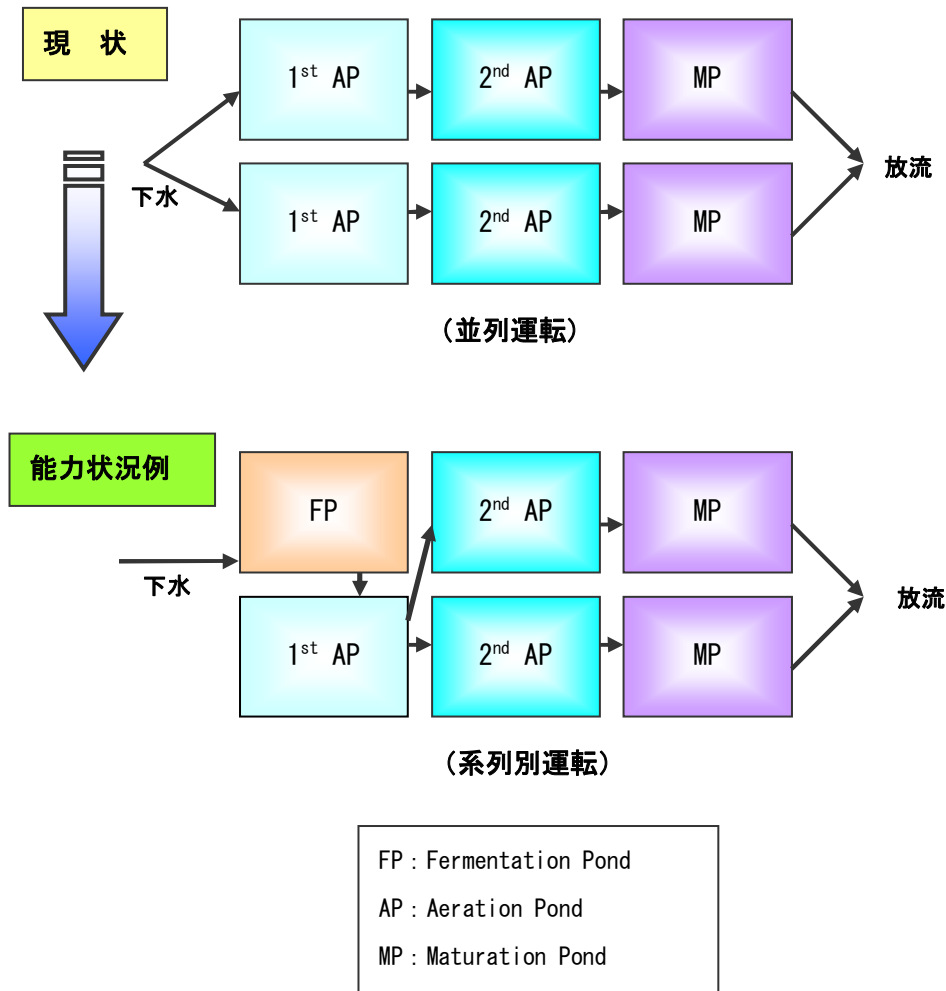 現 状
1st AP
2nd AP
MP
下水
放流
1st AP
2nd AP
MP
（並列運転）
能力状況例
FP
2nd AP
MP
下水
放流
1st AP
2nd AP
MP
（系列別運転）
FP：Fermentation Pond
AP：Aeration Pond
MP：Maturation Pond